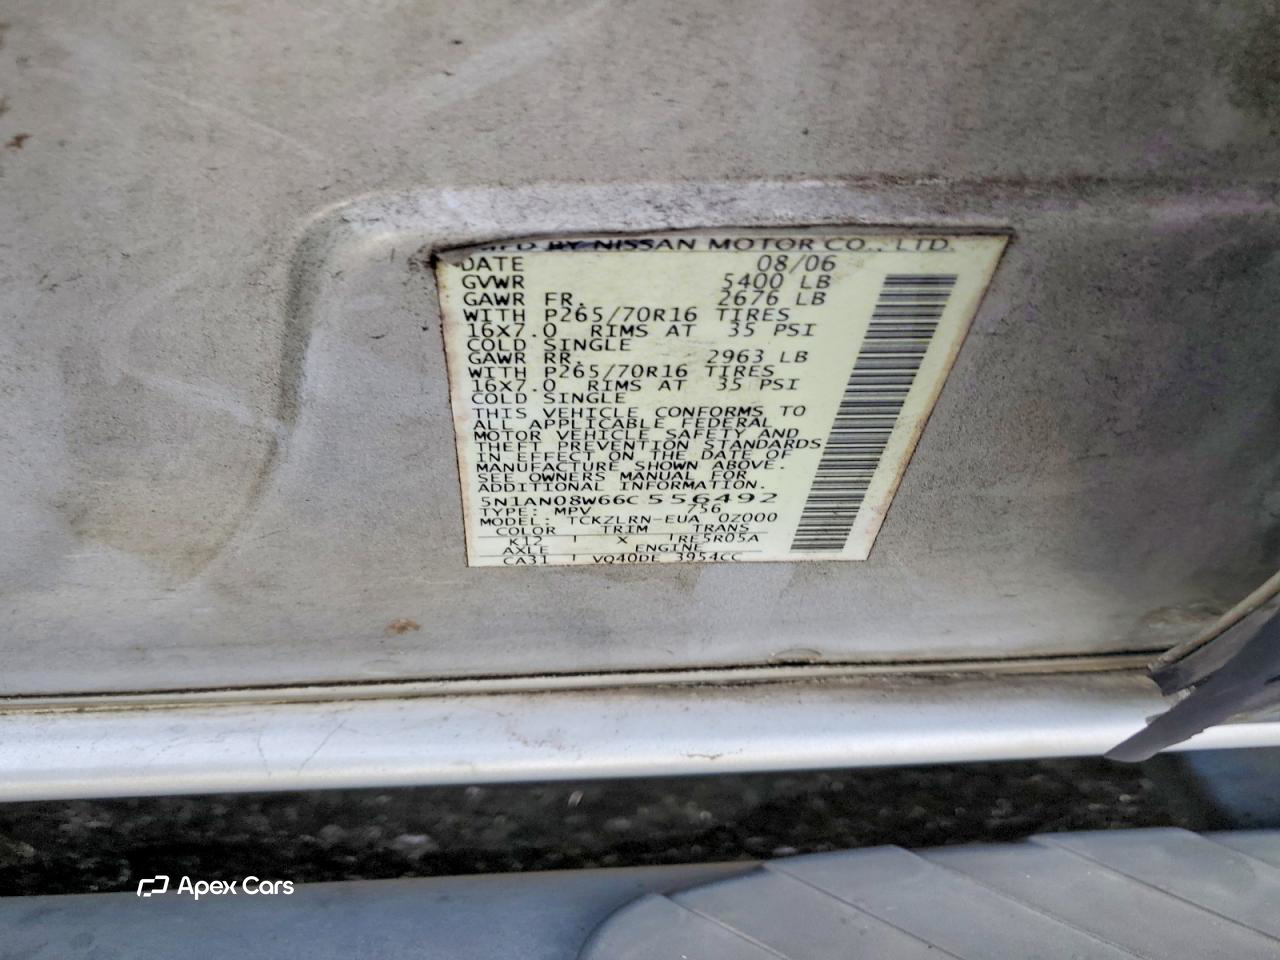 MFD BY NISSAN MOTOR CO., LTD.
DATE 08/06
GVWR 5400 LB
GAWR FR. 2676 LB
WITH P265/70R16 TIRES
16X7.0 RIMS AT 35 PSI
COLD SINGLE
GAWR RR. 2963 LB
WITH P265/70R16 TIRES
16X7.0 RIMS AT 35 PSI
COLD SINGLE
THIS VEHICLE CONFORMS TO
ALL APPLICABLE FEDERAL
MOTOR VEHICLE SAFETY AND
THEFT PREVENTION STANDARDS
IN EFFECT ON THE DATE OF
MANUFACTURE SHOWN ABOVE.
SEE OWNERS MANUAL FOR
ADDITIONAL INFORMATION.
5N1AN08W66C556492
TYPE: MPV 756
MODEL: TCKZLRN-EUA 0Z000
COLOR TRIM TRANS
K12 X RE5R05A
AXLE ENGINE
CA31 VQ40DE 3954CC
Apex Cars